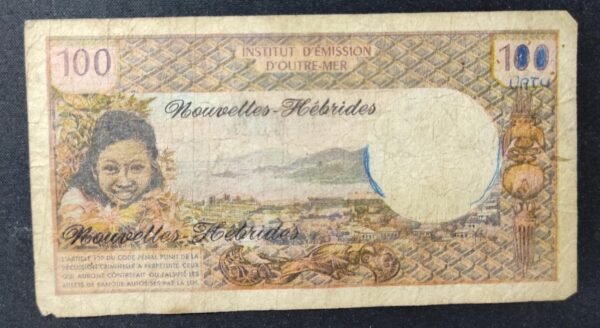 100
INSTITUT D'ÉMISSION
D'OUTRE-MER
100
VATU
Nouvelles-Hébrides
Nouvelles-Hébrides
L'ARTICLE 139 DU CODE PÉNAL PUNIT DE LA
RÉCLUSION CRIMINELLE À PERPÉTUITÉ CEUX
QUI AURONT CONTREFAIT OU FALSIFIÉ LES
BILLETS DE BANQUE AUTORISÉS PAR LA LOI.